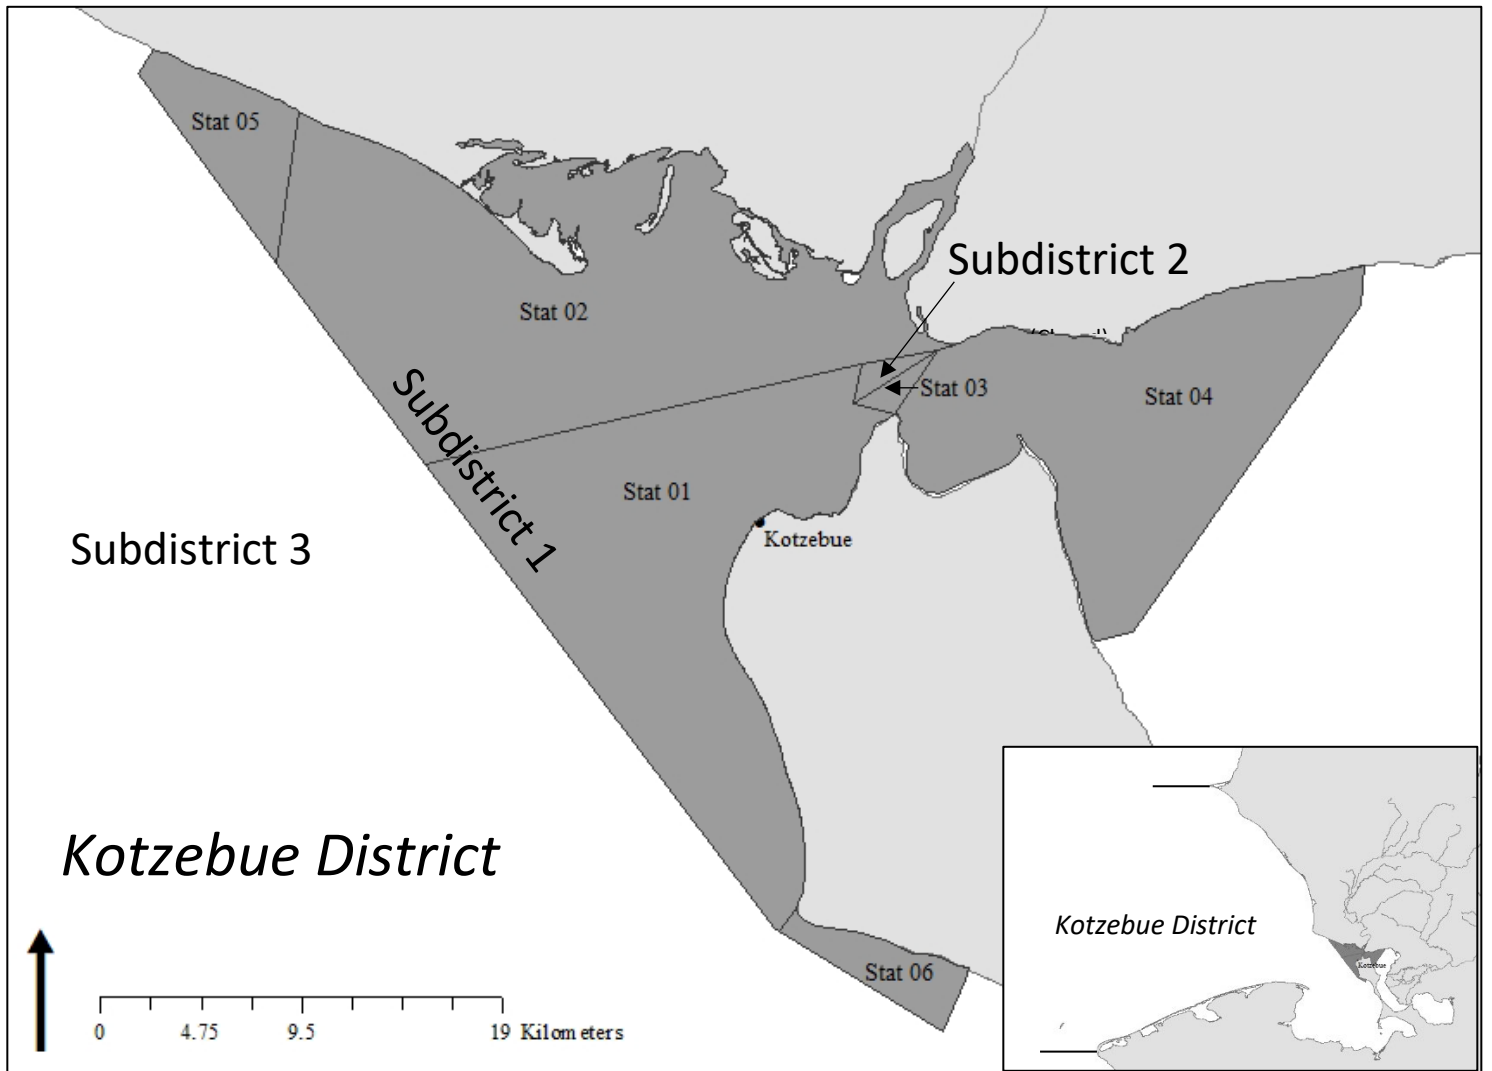 Stat 05
Subdistrict 2
Stat 02
Stat 03
Stat 04
Subdistrict 1
Stat 01
Kotzebue
Subdistrict 3
Kotzebue District
Stat 06
0 4.75 9.5 19 Kilometers
Kotzebue District
Kotzebue